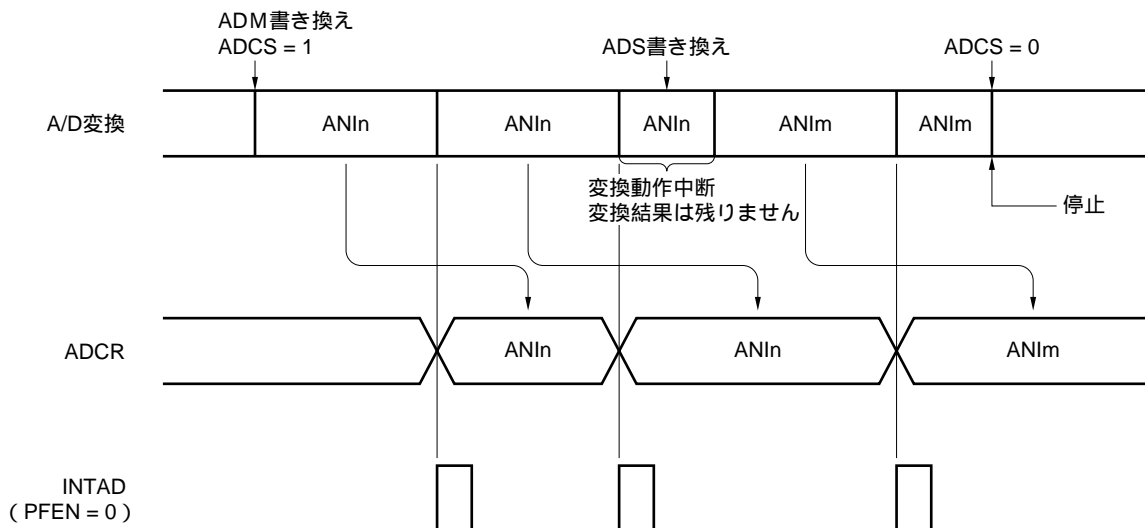 ADM書き換え
ADCS = 1
ADS書き換え
ADCS = 0
A/D変換
ANIn
ANIn
ANIn
ANIm
ANIm
変換動作中断
変換結果は残りません
停止
ADCR
ANIn
ANIn
ANIm
INTAD
（PFEN = 0）